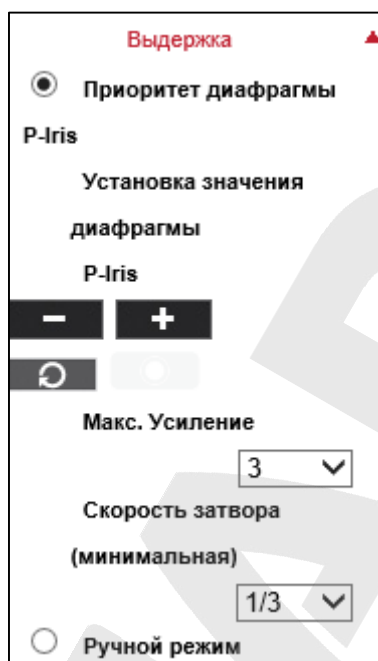 Выдержка
Приоритет диафрагмы
P-Iris
Установка значения
диафрагмы
P-Iris
− +
Макс. Усиление
3
Скорость затвора
(минимальная)
1/3
Ручной режим